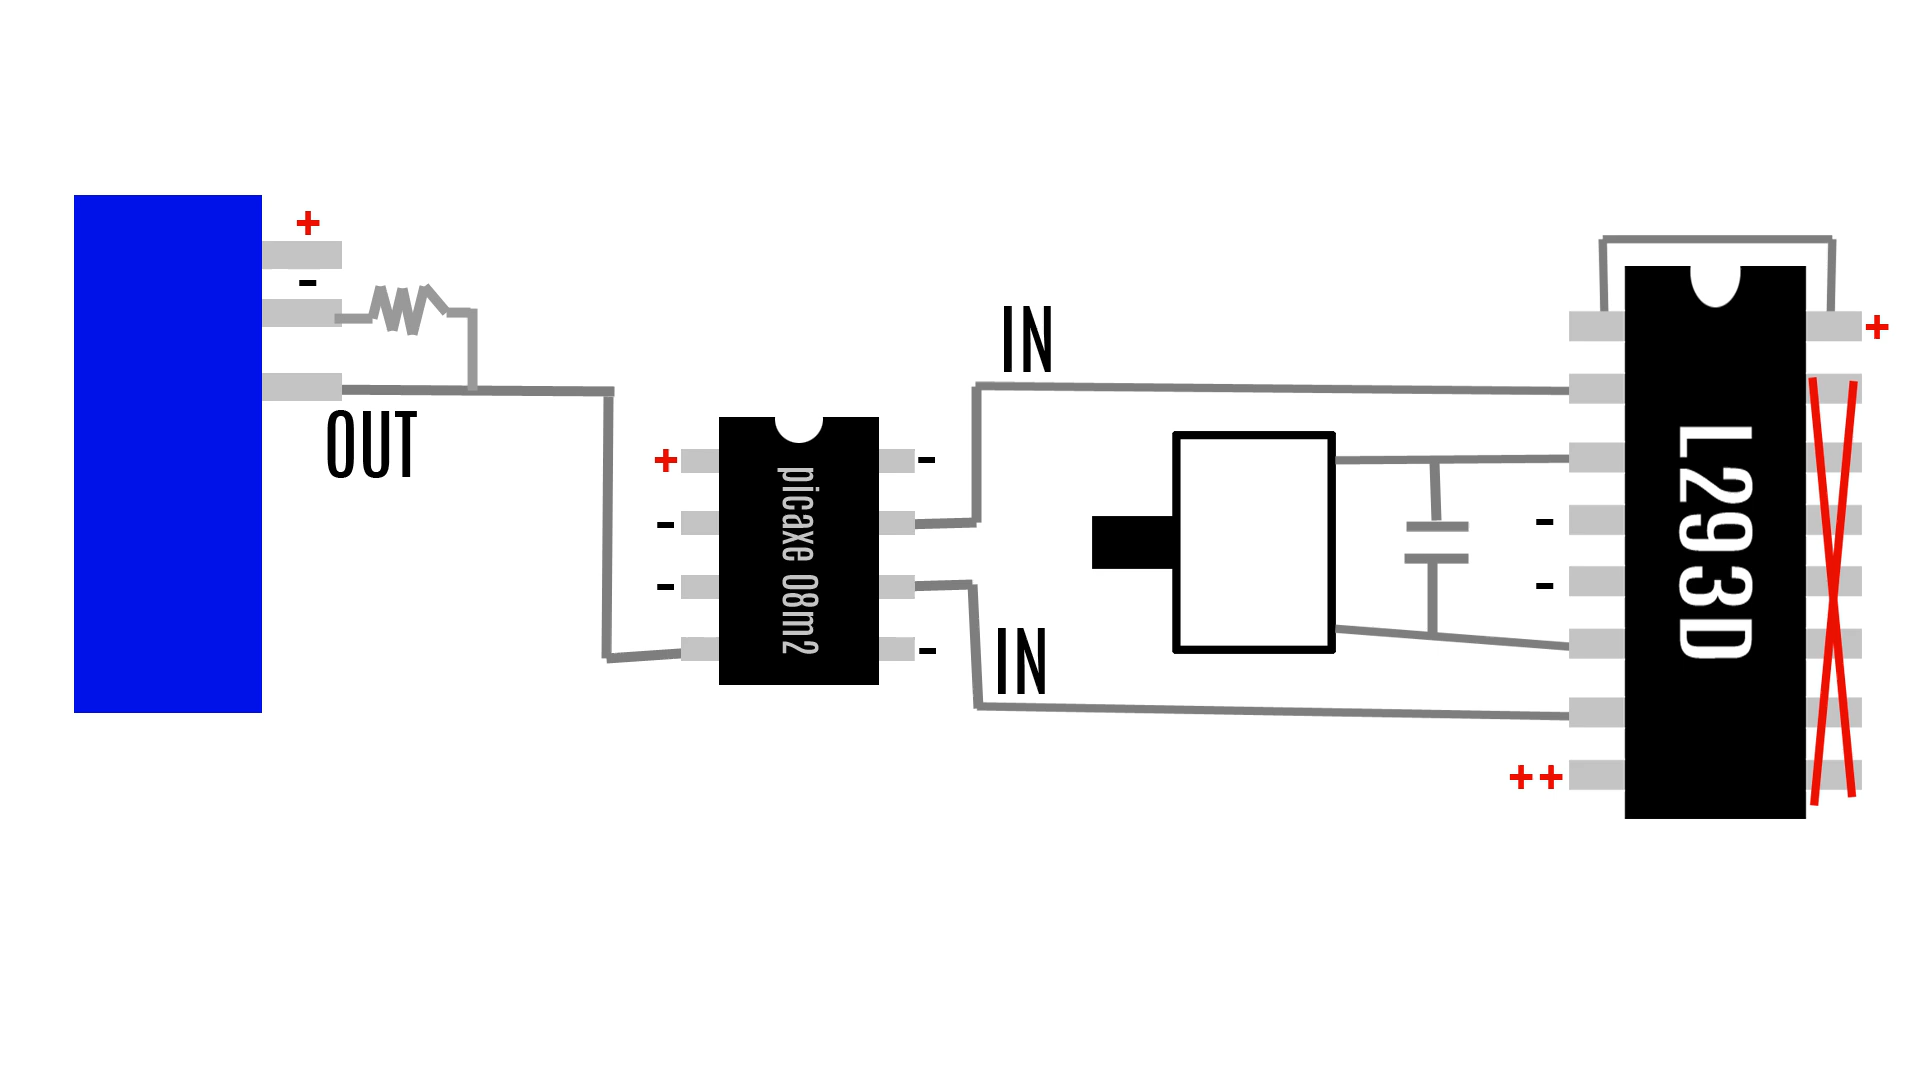 +
-
OUT
+
-
-
picaxe 08m2
-
-
IN
IN
-
-
++
L293D
+